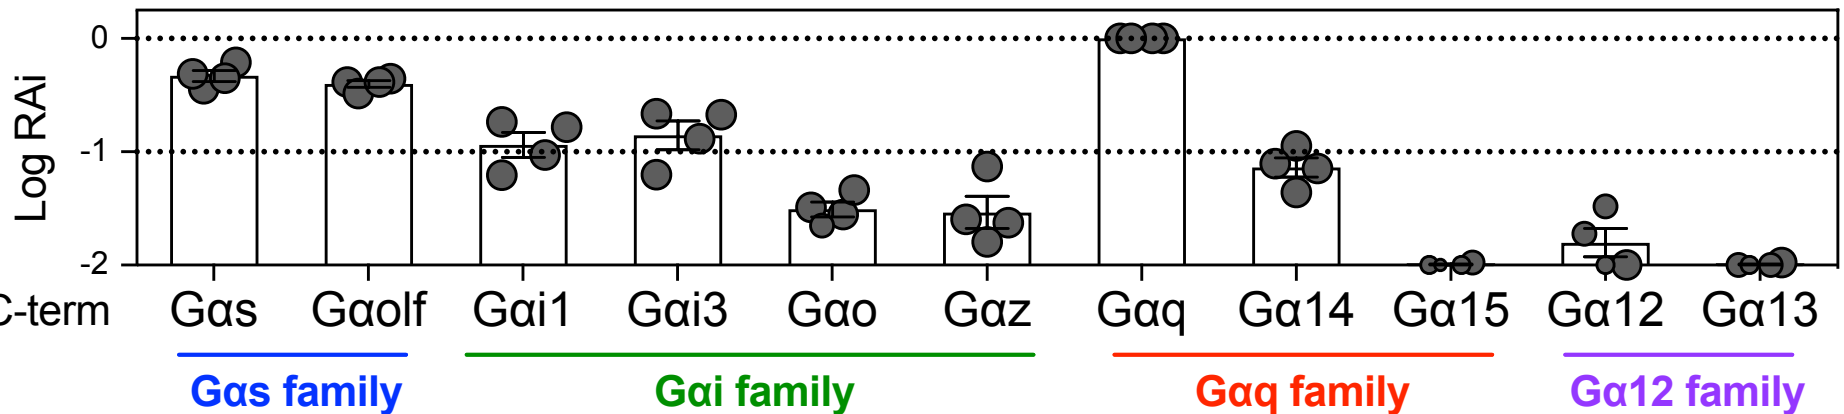 0
-1
-2
Log RAi
C-term Gαs Gαolf Gαi1 Gαi3 Gαo Gαz Gαq Gα14 Gα15 Gα12 Gα13
Gαs family Gαi family Gαq family Gα12 family